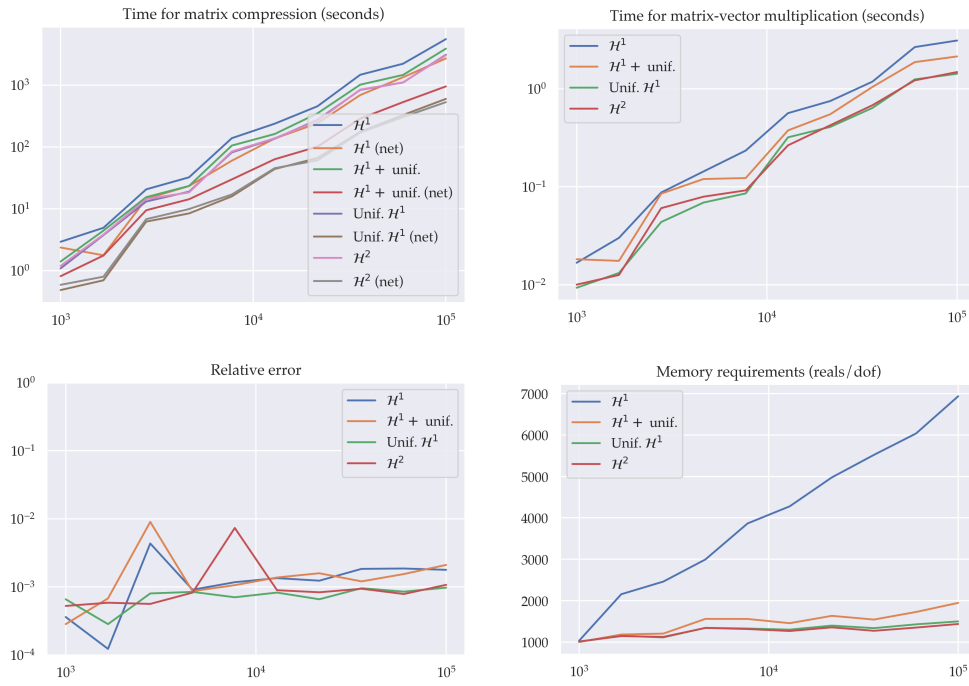 Time for matrix compression (seconds)
10³
10²
10¹
10⁰
ℋ¹
ℋ¹ (net)
ℋ¹ + unif.
ℋ¹ + unif. (net)
Unif. ℋ¹
Unif. ℋ¹ (net)
ℋ²
ℋ² (net)
10³ 10⁴ 10⁵
Time for matrix-vector multiplication (seconds)
ℋ¹
ℋ¹ + unif.
Unif. ℋ¹
ℋ²
10⁰
10⁻¹
10⁻²
10³ 10⁴ 10⁵
Relative error
10⁰
10⁻¹
10⁻²
10⁻³
10⁻⁴
ℋ¹
ℋ¹ + unif.
Unif. ℋ¹
ℋ²
10³ 10⁴ 10⁵
Memory requirements (reals/dof)
7000
6000
5000
4000
3000
2000
1000
ℋ¹
ℋ¹ + unif.
Unif. ℋ¹
ℋ²
10³ 10⁴ 10⁵